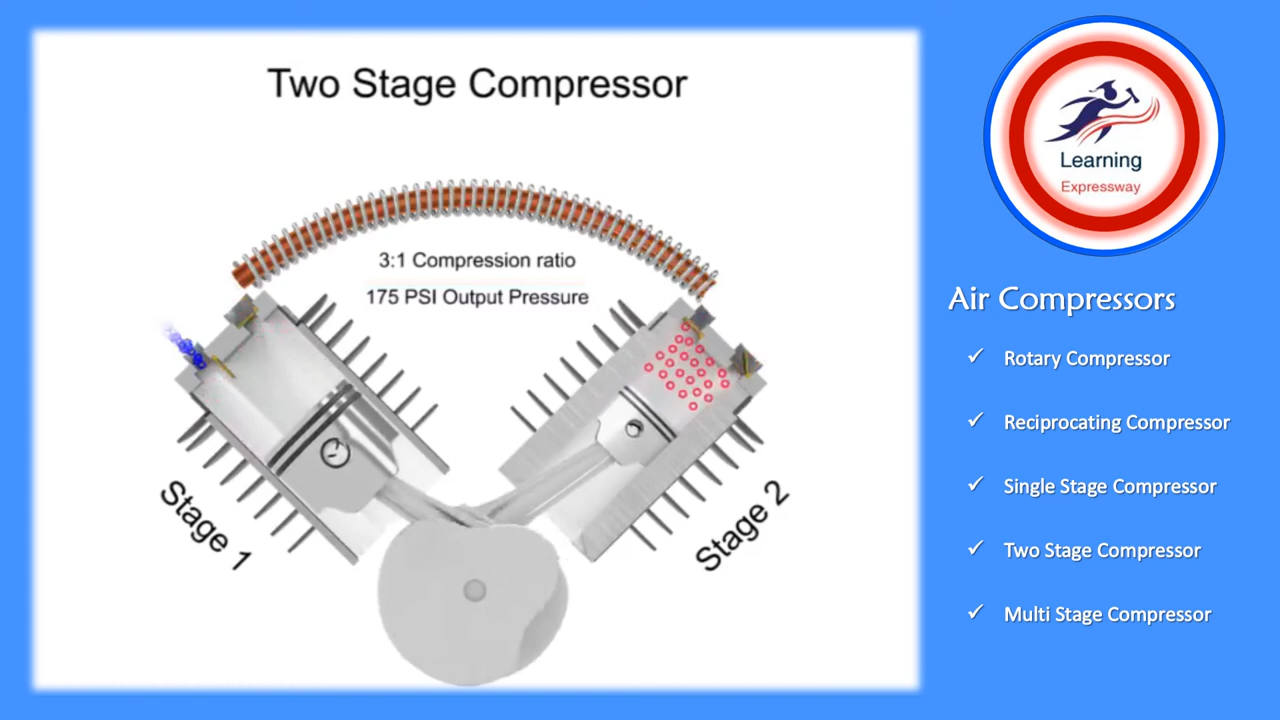 Two Stage Compressor
3:1 Compression ratio
175 PSI Output Pressure
Stage 1
Stage 2
Learning
Expressway
Air Compressors
✓ Rotary Compressor
✓ Reciprocating Compressor
✓ Single Stage Compressor
✓ Two Stage Compressor
✓ Multi Stage Compressor